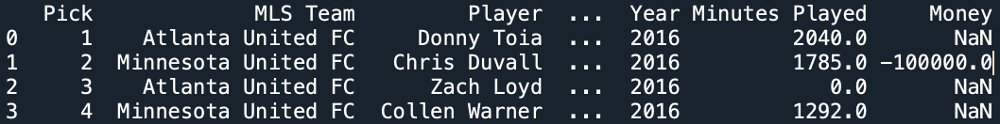 Pick MLS Team Player ... Year Minutes Played Money
0 1 Atlanta United FC Donny Toia ... 2016 2040.0 NaN
1 2 Minnesota United FC Chris Duvall ... 2016 1785.0 -100000.0
2 3 Atlanta United FC Zach Loyd ... 2016 0.0 NaN
3 4 Minnesota United FC Collen Warner ... 2016 1292.0 NaN